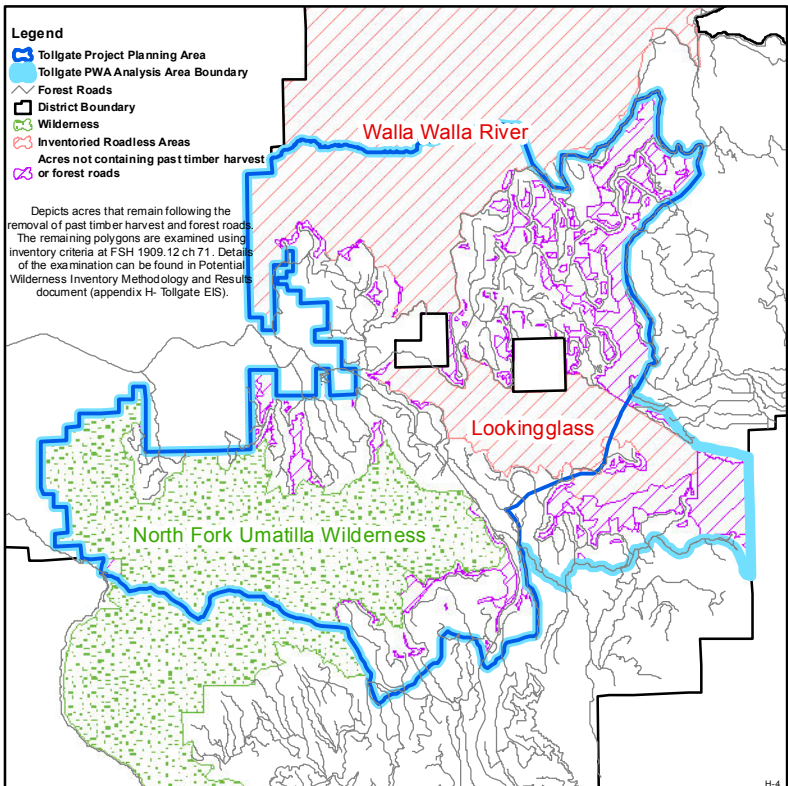 Legend
Tollgate Project Planning Area
Tollgate PWA Analysis Area Boundary
Forest Roads
District Boundary
Wilderness
Inventoried Roadless Areas
Acres not containing past timber harvest
or forest roads
Depicts acres that remain following the
removal of past timber harvest and forest roads.
The remaining polygons are examined using
inventory criteria at FSH 1909.12 ch 71. Details
of the examination can be found in Potential
Wilderness Inventory Methodology and Results
document (appendix H- Tollgate EIS).
Walla Walla River
Lookingglass
North Fork Umatilla Wilderness
H-4